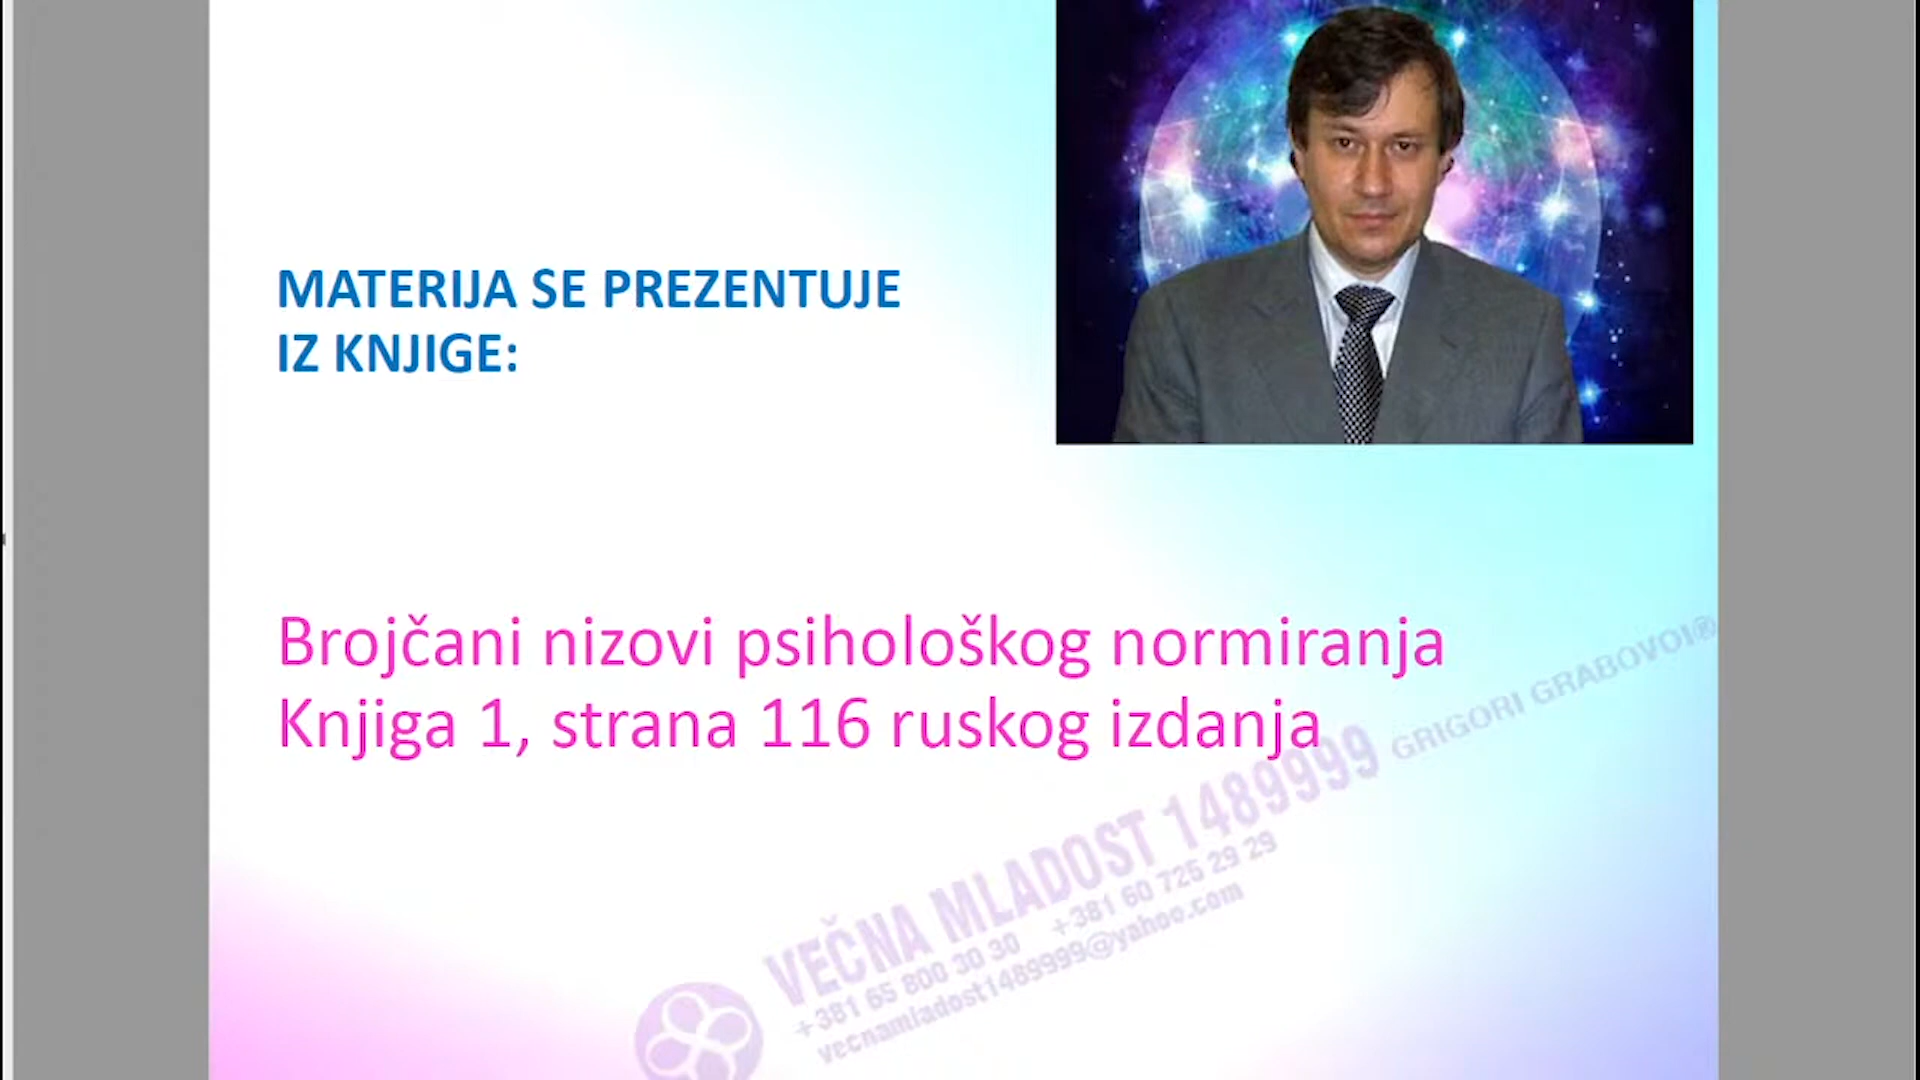 MATERIJA SE PREZENTUJE
IZ KNJIGE:
Brojčani nizovi psihološkog normiranja
Knjiga 1, strana 116 ruskog izdanja
VEČNA MLADOST 1489999 GRIGORI GRABOVOI®
+381 65 800 30 30 +381 60 725 29 29
vecnamladost1489999@yahoo.com